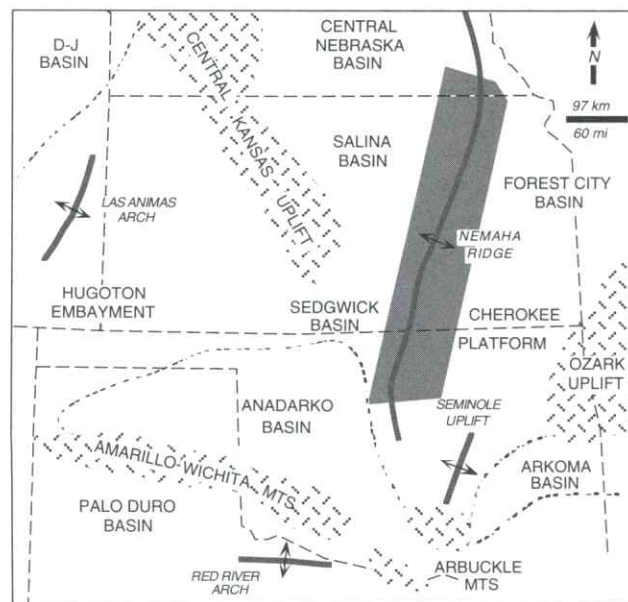 D-J
BASIN
CENTRAL
NEBRASKA
BASIN
N
CENTRAL KANSAS UPLIFT
97 km
60 mi
SALINA
BASIN
FOREST CITY
BASIN
LAS ANIMAS
ARCH
NEMAHA
RIDGE
HUGOTON
EMBAYMENT
SEDGWICK
BASIN
CHEROKEE
PLATFORM
OZARK
UPLIFT
ANADARKO
BASIN
SEMINOLE
UPLIFT
AMARILLO-WICHITA MTS
ARKOMA
BASIN
PALO DURO
BASIN
RED RIVER
ARCH
ARBUCKLE
MTS